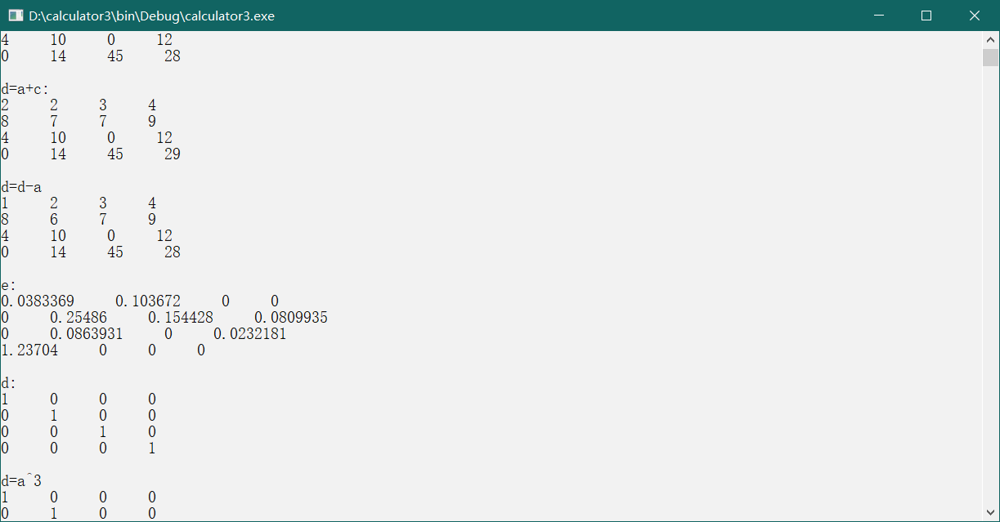 D:\calculator3\bin\Debug\calculator3.exe
4     10     0     12
0     14     45     28
d=a+c:
2     2     3     4
8     7     7     9
4     10     0     12
0     14     45     29
d=d-a
1     2     3     4
8     6     7     9
4     10     0     12
0     14     45     28
e:
0.0383369     0.103672     0     0
0     0.25486     0.154428     0.0809935
0     0.0863931     0     0.0232181
1.23704     0     0     0
d:
1     0     0     0
0     1     0     0
0     0     1     0
0     0     0     1
d=a^3
1     0     0     0
0     1     0     0